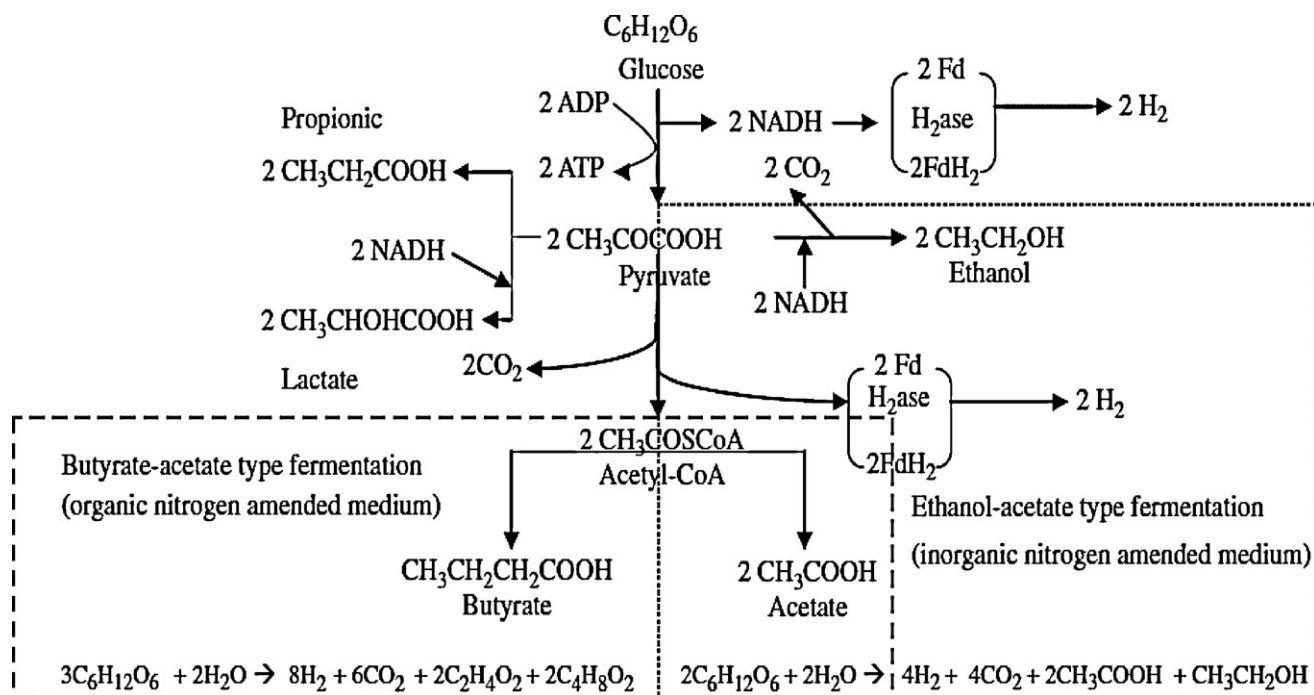 C₆H₁₂O₆
Glucose
2 ADP
2 ATP
2 NADH
2 Fd
H₂ase
2FdH₂
2 H₂
Propionic
2 CH₃CH₂COOH
2 CO₂
2 CH₃COCOOH
Pyruvate
2 CH₃CH₂OH
Ethanol
2 NADH
2 NADH
2 CH₃CHOHCOOH
Lactate
2CO₂
2 Fd
H₂ase
2FdH₂
2 H₂
2 CH₃COSCoA
Acetyl-CoA
Butyrate-acetate type fermentation
(organic nitrogen amended medium)
Ethanol-acetate type fermentation
(inorganic nitrogen amended medium)
CH₃CH₂CH₂COOH
Butyrate
2 CH₃COOH
Acetate
3C₆H₁₂O₆ + 2H₂O → 8H₂ + 6CO₂ + 2C₂H₄O₂ + 2C₄H₈O₂
2C₆H₁₂O₆ + 2H₂O → 4H₂ + 4CO₂ + 2CH₃COOH + CH₃CH₂OH